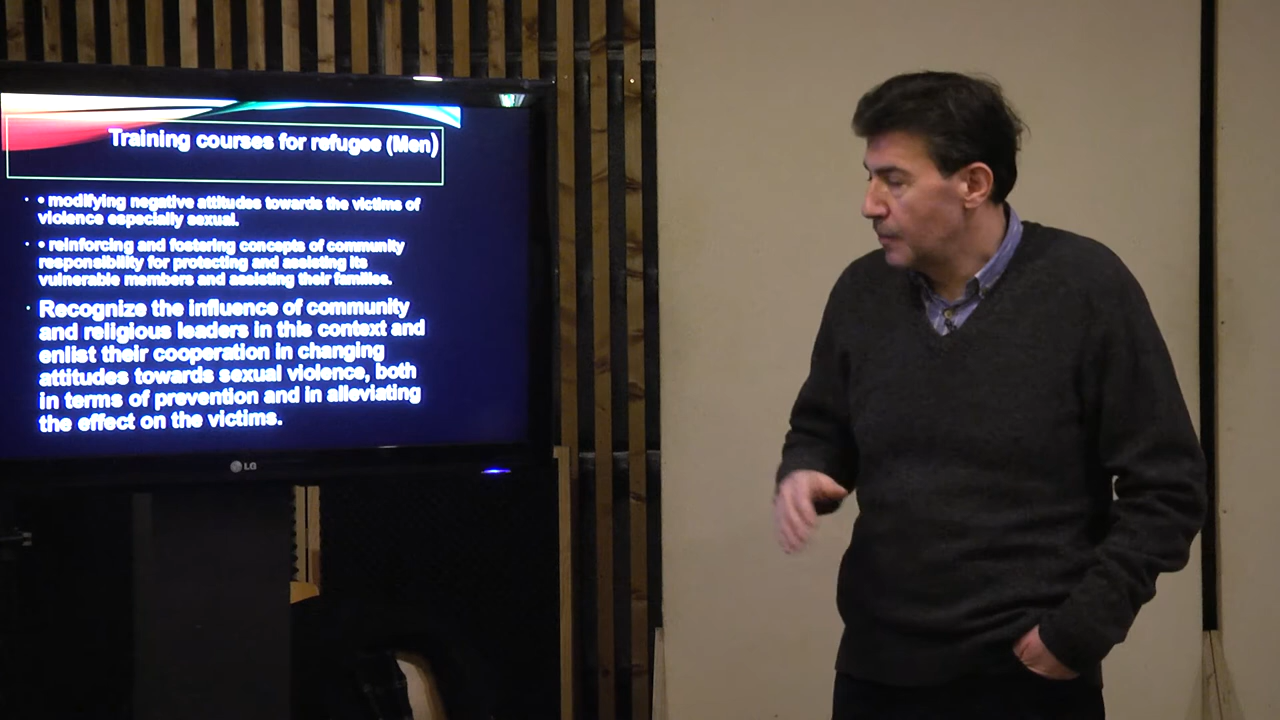 Training courses for refugee (Men)
• modifying negative attitudes towards the victims of
violence especially sexual.
• reinforcing and fostering concepts of community
responsibility for protecting and assisting its
vulnerable members and assisting their families.
Recognize the influence of community
and religious leaders in this context and
enlist their cooperation in changing
attitudes towards sexual violence, both
in terms of prevention and in alleviating
the effect on the victims.
LG